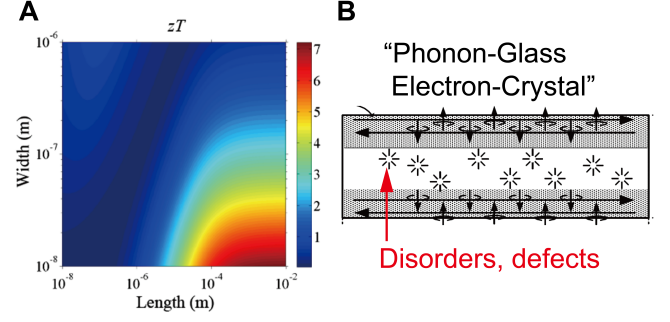 A
zT
Width (m)
10⁻⁶
10⁻⁷
10⁻⁸
10⁻⁸
10⁻⁶
10⁻⁴
10⁻²
Length (m)
7
6
5
4
3
2
1
B
“Phonon-Glass
Electron-Crystal”
Disorders, defects